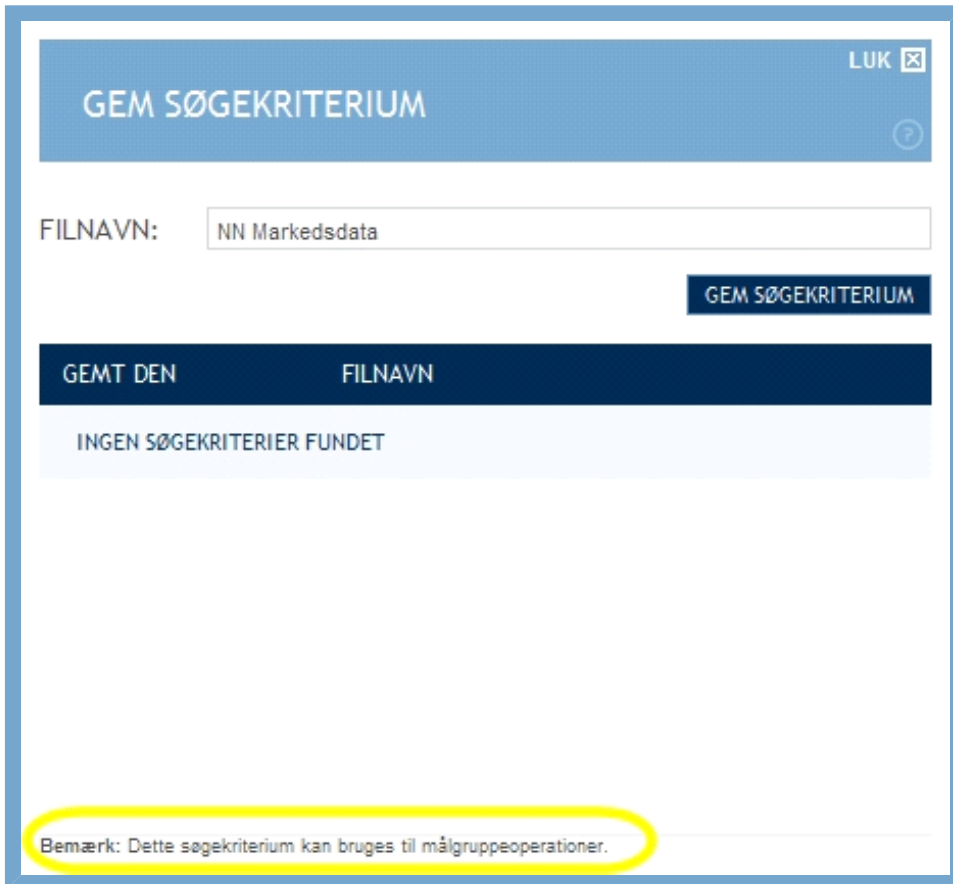 LUK
GEM SØGEKRITERIUM
?
FILNAVN: NN Markedsdata
GEM SØGEKRITERIUM
GEMT DEN FILNAVN
INGEN SØGEKRITERIER FUNDET
Bemærk: Dette søgekriterium kan bruges til målgruppeoperationer.